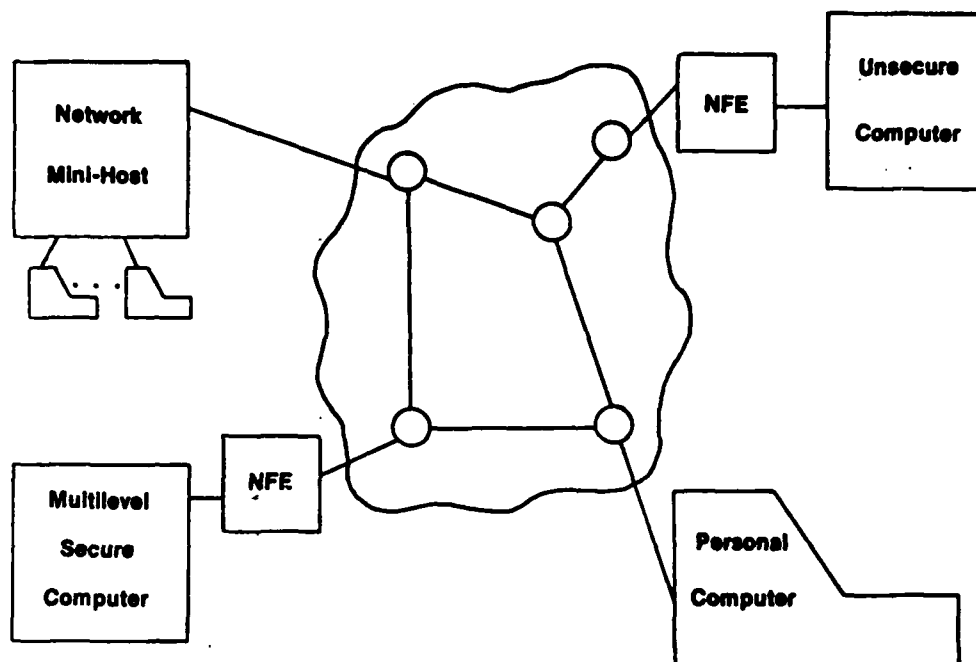 Network
Mini-Host
NFE
Unsecure
Computer
Multilevel
Secure
Computer
NFE
Personal
Computer